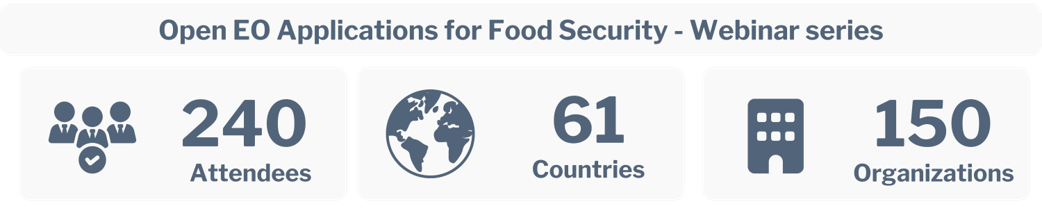 Open EO Applications for Food Security - Webinar series
240
Attendees
61
Countries
150
Organizations